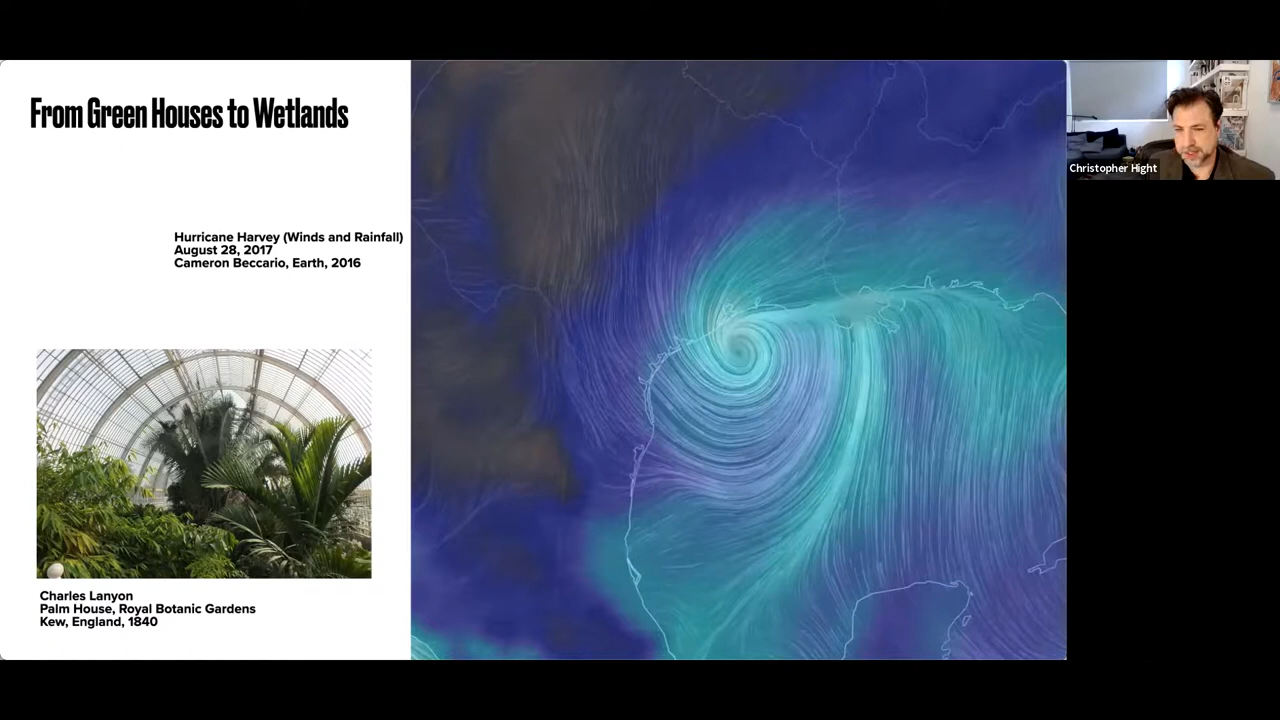 From Green Houses to Wetlands
Hurricane Harvey (Winds and Rainfall)
August 28, 2017
Cameron Beccario, Earth, 2016
Charles Lanyon
Palm House, Royal Botanic Gardens
Kew, England, 1840
Christopher Hight